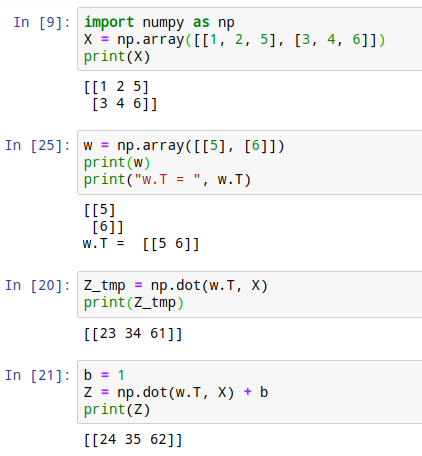 In [9]: import numpy as np
X = np.array([[1, 2, 5], [3, 4, 6]])
print(X)
[[1 2 5]
 [3 4 6]]
In [25]: w = np.array([[5], [6]])
print(w)
print("w.T = ", w.T)
[[5]
 [6]]
w.T =  [[5 6]]
In [20]: Z_tmp = np.dot(w.T, X)
print(Z_tmp)
[[23 34 61]]
In [21]: b = 1
Z = np.dot(w.T, X) + b
print(Z)
[[24 35 62]]